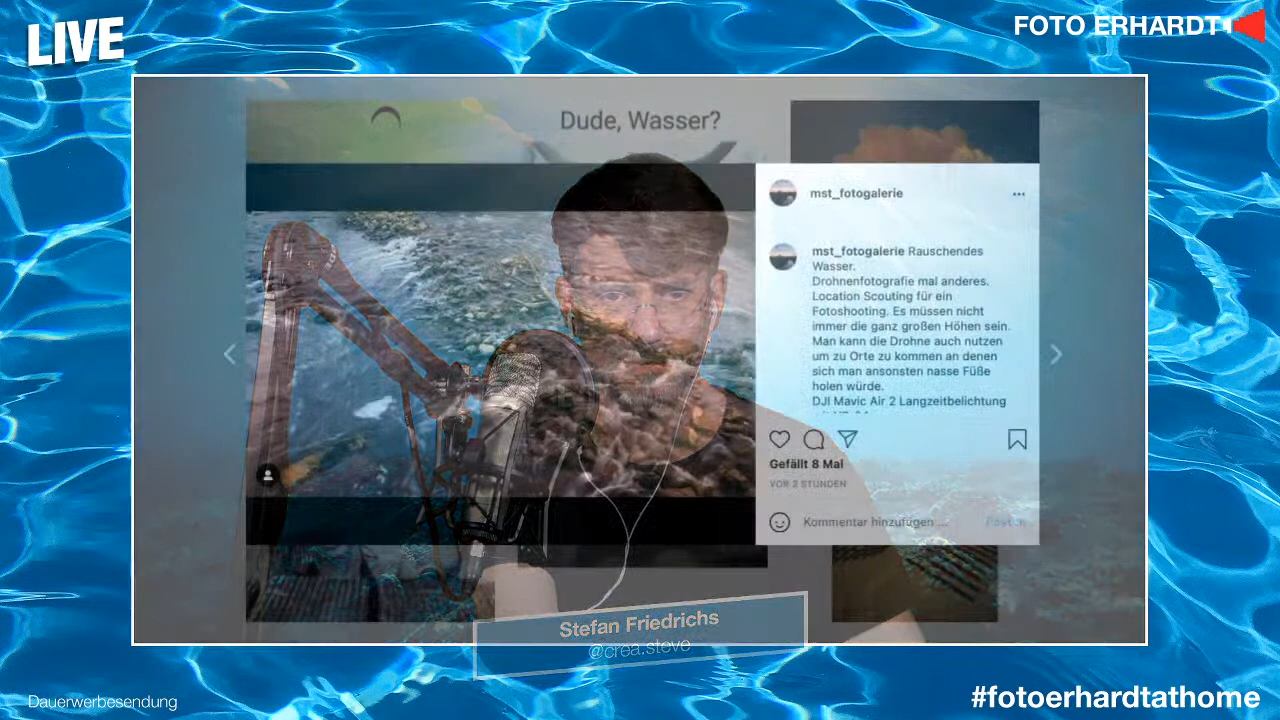 LIVE
FOTO ERHARDT
Dude, Wasser?
mst_fotogalerie
mst_fotogalerie Rauschendes
Wasser.
Drohnenfotografie mal anderes.
Location Scouting für ein
Fotoshooting. Es müssen nicht
immer die ganz großen Höhen sein.
Man kann die Drohne auch nutzen
um zu Orte zu kommen an denen
sich man ansonsten nasse Füße
holen würde.
DJI Mavic Air 2 Langzeitbelichtung
Gefällt 8 Mal
VOR 2 STUNDEN
Kommentar hinzufügen ...
Stefan Friedrichs
@crea.steve
Dauerwerbesendung
#fotoerhardtathome